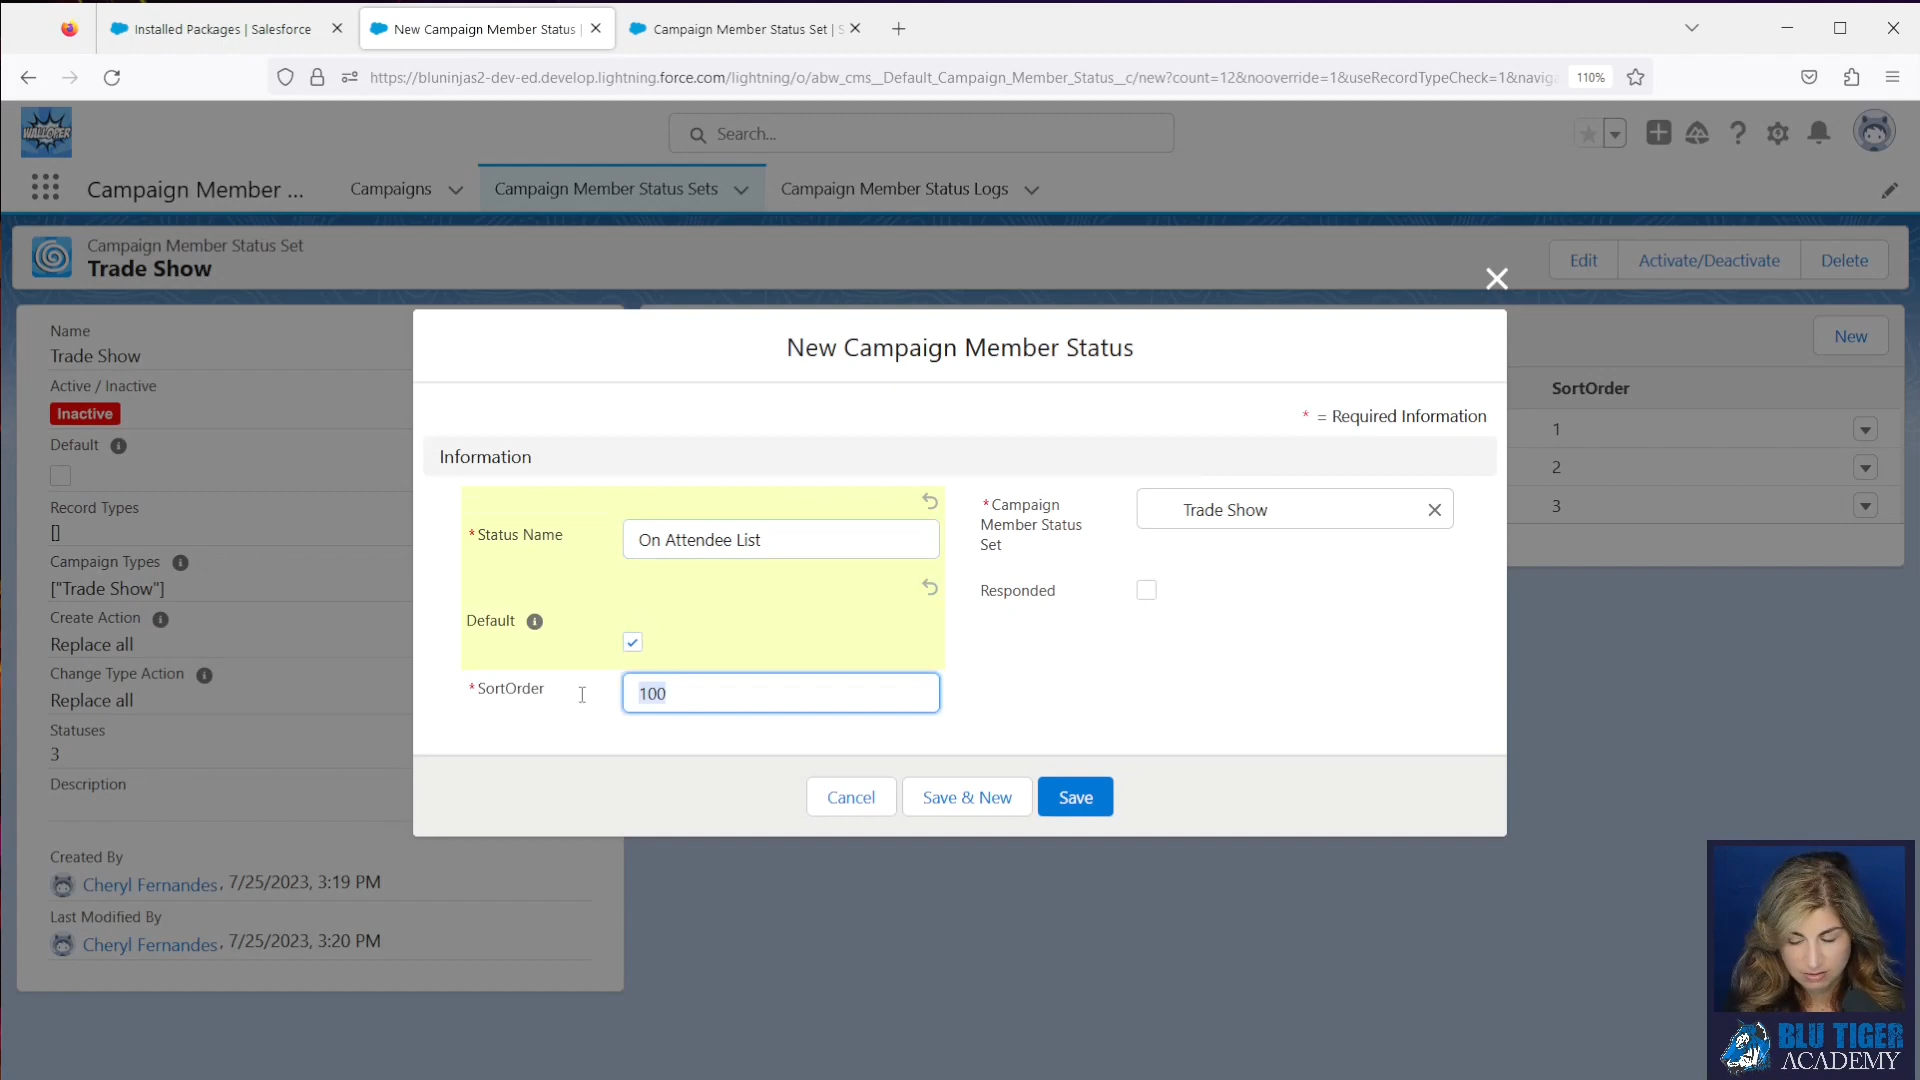 Installed Packages | Salesforce
New Campaign Member Status |
Campaign Member Status Set | S
https://bluninjas2-dev-ed.develop.lightning.force.com/lightning/o/abw_cms__Default_Campaign_Member_Status__c/new?count=12&nooverride=1&useRecordTypeCheck=1&navig
110%
WALLOPER
Search...
Campaign Member ...
Campaigns
Campaign Member Status Sets
Campaign Member Status Logs
Campaign Member Status Set
Trade Show
Edit
Activate/Deactivate
Delete
Name
Trade Show
Active / Inactive
Inactive
Default
Record Types
[]
Campaign Types
["Trade Show"]
Create Action
Replace all
Change Type Action
Replace all
Statuses
3
Description
Created By
Cheryl Fernandes, 7/25/2023, 3:19 PM
Last Modified By
Cheryl Fernandes, 7/25/2023, 3:20 PM
New
SortOrder
1
2
3
New Campaign Member Status
* = Required Information
Information
*Status Name
On Attendee List
Default
*SortOrder
100
*Campaign
Member Status
Set
Trade Show
Responded
Cancel
Save & New
Save
BLU TIGER
ACADEMY